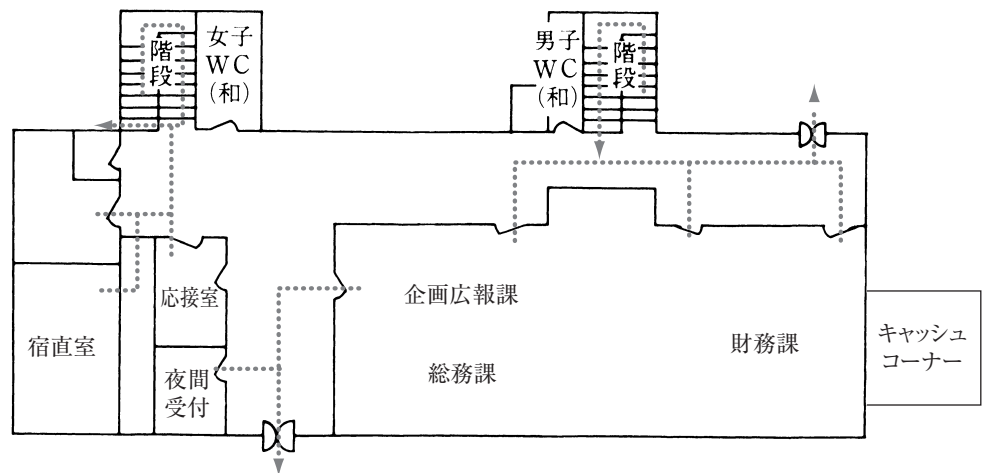 階
段
女子
WC
(和)
男子
WC
(和)
階
段
応接室
宿直室
夜間
受付
企画広報課
総務課
財務課
キャッシュ
コーナー